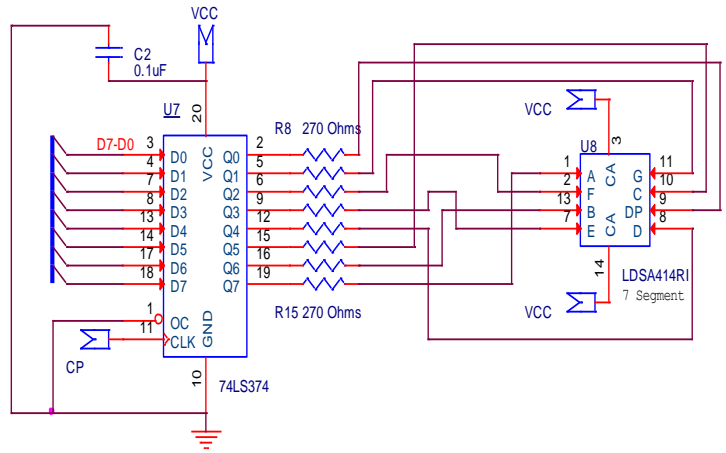 VCC
C2
0.1uF
U7
20
R8 270 Ohms
VCC
3
U8
D7-D0
3 D0 VCC Q0 2
4 D1 Q1 5
7 D2 Q2 6
8 D3 Q3 9
13 D4 Q4 12
14 D5 Q5 15
17 D6 Q6 16
18 D7 Q7 19
1 OC GND
11 CLK
CP
10
74LS374
R15 270 Ohms
1 A CA G 11
2 F C 10
13 B DP 9
7 E CA D 8
14
LDSA414RI
7 Segment
VCC